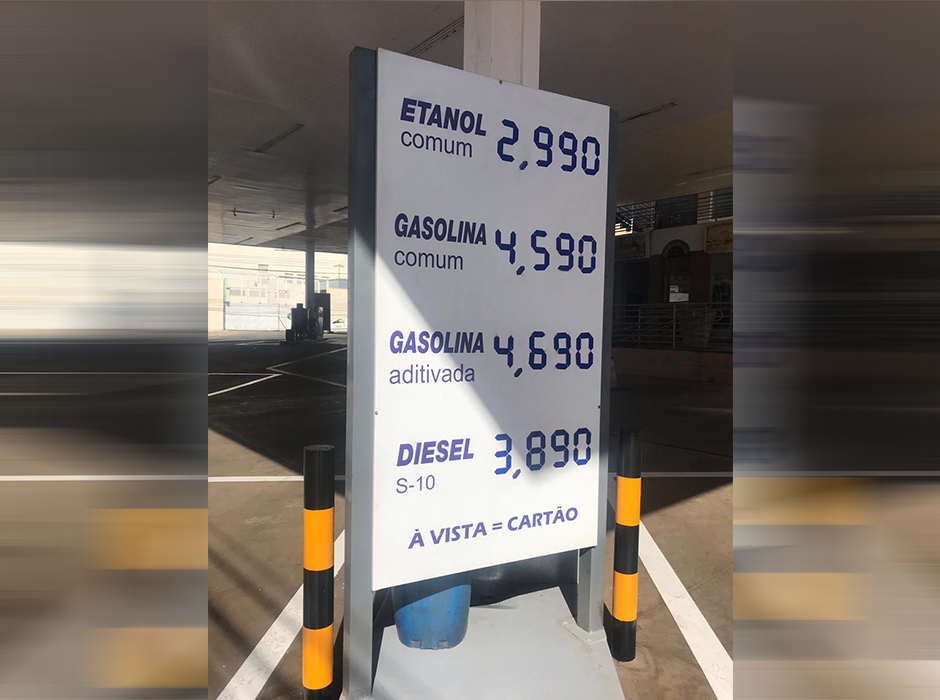 ETANOL 2,990
comum
GASOLINA 4,590
comum
GASOLINA 4,690
aditivada
DIESEL 3,890
S-10
À VISTA = CARTÃO